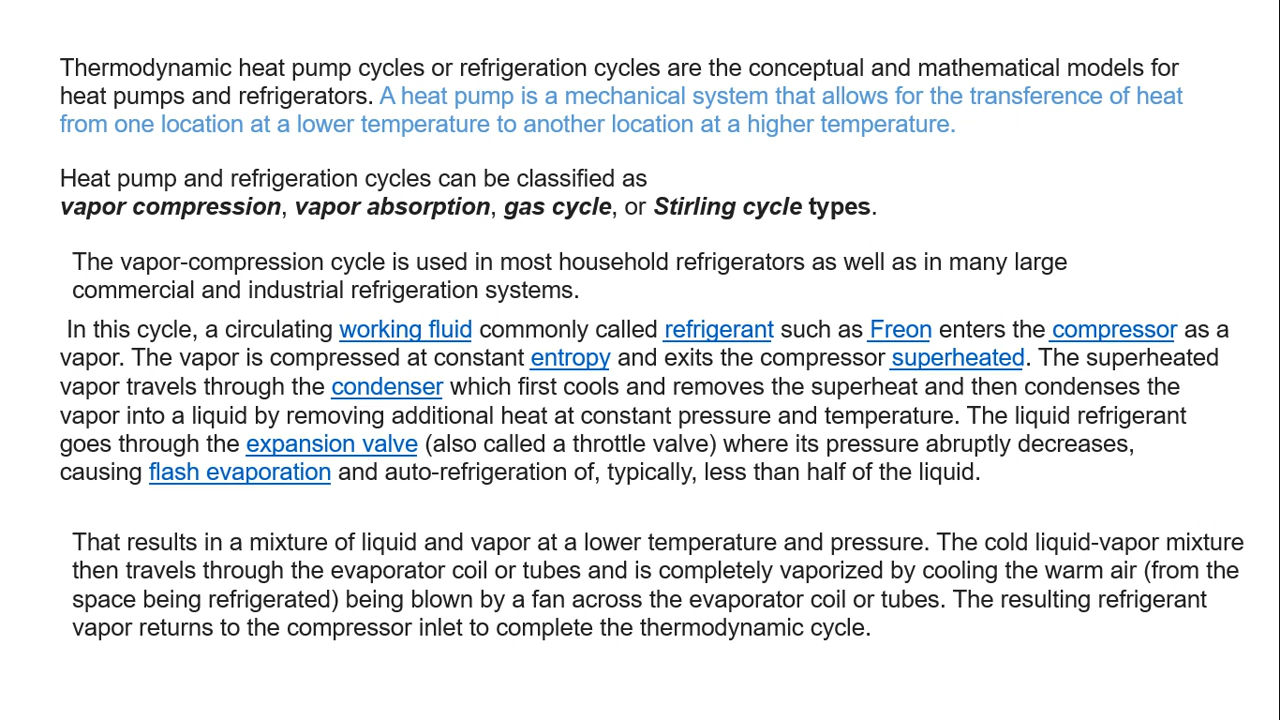 Thermodynamic heat pump cycles or refrigeration cycles are the conceptual and mathematical models for
heat pumps and refrigerators. A heat pump is a mechanical system that allows for the transference of heat
from one location at a lower temperature to another location at a higher temperature.
Heat pump and refrigeration cycles can be classified as
vapor compression, vapor absorption, gas cycle, or Stirling cycle types.
The vapor-compression cycle is used in most household refrigerators as well as in many large
commercial and industrial refrigeration systems.
In this cycle, a circulating working fluid commonly called refrigerant such as Freon enters the compressor as a
vapor. The vapor is compressed at constant entropy and exits the compressor superheated. The superheated
vapor travels through the condenser which first cools and removes the superheat and then condenses the
vapor into a liquid by removing additional heat at constant pressure and temperature. The liquid refrigerant
goes through the expansion valve (also called a throttle valve) where its pressure abruptly decreases,
causing flash evaporation and auto-refrigeration of, typically, less than half of the liquid.
That results in a mixture of liquid and vapor at a lower temperature and pressure. The cold liquid-vapor mixture
then travels through the evaporator coil or tubes and is completely vaporized by cooling the warm air (from the
space being refrigerated) being blown by a fan across the evaporator coil or tubes. The resulting refrigerant
vapor returns to the compressor inlet to complete the thermodynamic cycle.